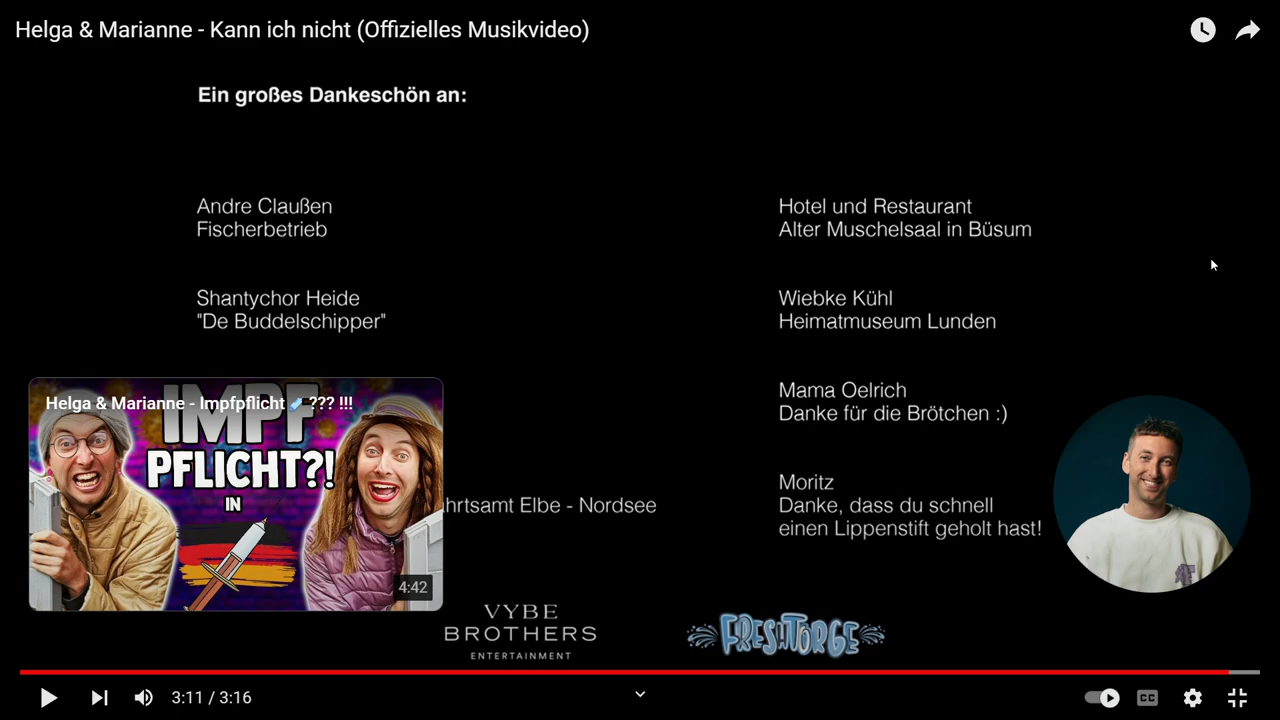 Helga & Marianne - Kann ich nicht (Offizielles Musikvideo)
Ein großes Dankeschön an:
Andre Claußen
Fischerbetrieb
Hotel und Restaurant
Alter Muschelsaal in Büsum
Shantychor Heide
"De Buddelschipper"
Wiebke Kühl
Heimatmuseum Lunden
Mama Oelrich
Danke für die Brötchen :)
Helga & Marianne - Impfpflicht ??? !!!
IMPF
PFLICHT?!
IN
4:42
Elbe - Nordsee
Moritz
Danke, dass du schnell
einen Lippenstift geholt hast!
VYBE
BROTHERS
ENTERTAINMENT
FRESHTORGE
3:11 / 3:16
CC